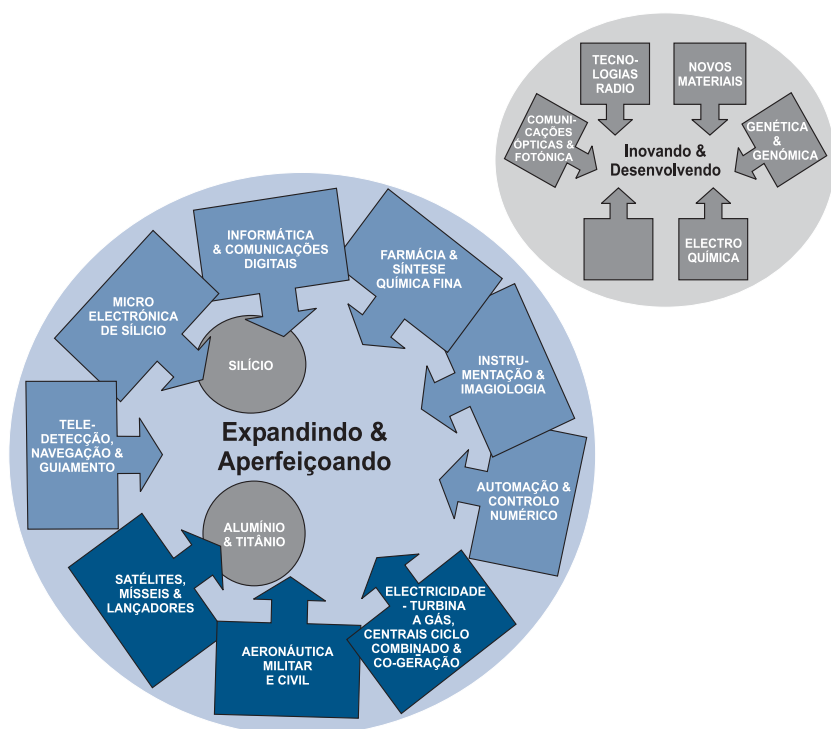 TECNO-
LOGIAS
RADIO
NOVOS
MATERIAIS
COMUNI-
CAÇÕES
ÓPTICAS &
FOTÓNICA
GENÉTICA
&
GENÓMICA
Inovando &
Desenvolvendo
ELECTRO
QUÍMICA
INFORMÁTICA
& COMUNICAÇÕES
DIGITAIS
FARMÁCIA &
SÍNTESE
QUÍMICA FINA
MICRO
ELECTRÓNICA
DE SÍLICIO
SILÍCIO
INSTRU-
MENTAÇÃO &
IMAGIOLOGIA
TELE-
DETECÇÃO,
NAVEGAÇÃO &
GUIAMENTO
Expandindo &
Aperfeiçoando
AUTOMAÇÃO &
CONTROLO
NUMÉRICO
ALUMÍNIO
& TITÂNIO
SATÉLITES,
MÍSSEIS &
LANÇADORES
ELECTRICIDADE
- TURBINA
A GÁS,
CENTRAIS CICLO
COMBINADO &
CO-GERAÇÃO
AERONÁUTICA
MILITAR
E CIVIL